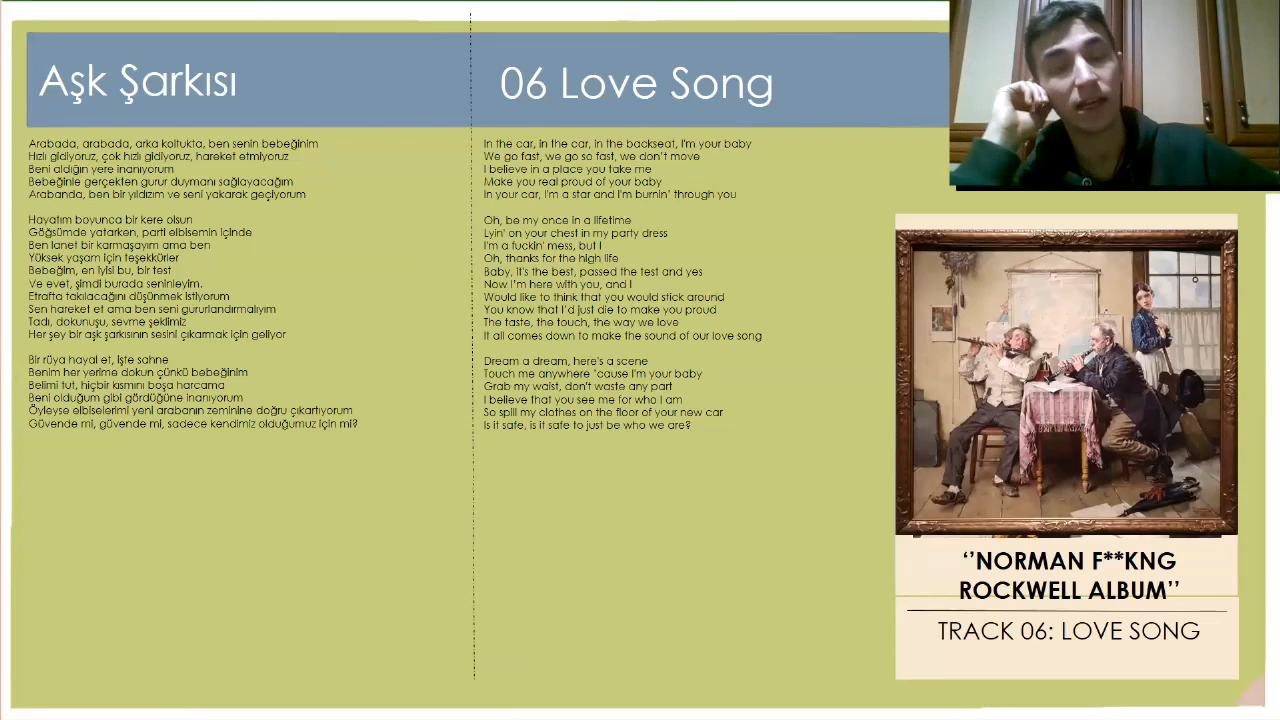 Aşk Şarkısı
Arabada, arabada, arka koltukta, ben senin bebeğinim
Hızlı gidiyoruz, çok hızlı gidiyoruz, hareket etmiyoruz
Beni aldığın yere inanıyorum
Bebeğinle gerçekten gurur duymanı sağlayacağım
Arabanda, ben bir yıldızım ve seni yakarak geçiyorum
Hayatım boyunca bir kere olsun
Göğsümde yatarken, parti elbisemin içinde
Ben lanet bir karmaşayım ama ben
Yüksek yaşam için teşekkürler
Bebeğim, en iyisi bu, bir test
Ve evet, şimdi burada seninleyim.
Etrafta takılacağını düşünmek istiyorum
Sen hareket et ama ben seni gururlandırmalıyım
Tadı, dokunuşu, sevme şeklimiz
Her şey bir aşk şarkısının sesini çıkarmak için geliyor
Bir rüya hayal et, işte sahne
Benim her yerime dokun çünkü bebeğinim
Belimi tut, hiçbir kısmını boşa harcama
Beni olduğum gibi gördüğüne inanıyorum
Öyleyse elbiselerimi yeni arabanın zeminine doğru çıkartıyorum
Güvende mi, güvende mi, sadece kendimiz olduğumuz için mi?
06 Love Song
In the car, in the car, in the backseat, I'm your baby
We go fast, we go so fast, we don't move
I believe in a place you take me
Make you real proud of your baby
In your car, I'm a star and I'm burnin' through you
Oh, be my once in a lifetime
Lyin' on your chest in my party dress
I'm a fuckin' mess, but I
Oh, thanks for the high life
Baby, it's the best, passed the test and yes
Now I'm here with you, and I
Would like to think that you would stick around
You know that I'd just die to make you proud
The taste, the touch, the way we love
It all comes down to make the sound of our love song
Dream a dream, here's a scene
Touch me anywhere 'cause I'm your baby
Grab my waist, don't waste any part
I believe that you see me for who I am
So spill my clothes on the floor of your new car
Is it safe, is it safe to just be who we are?
‘’NORMAN F**KNG
ROCKWELL ALBUM’’
TRACK 06: LOVE SONG